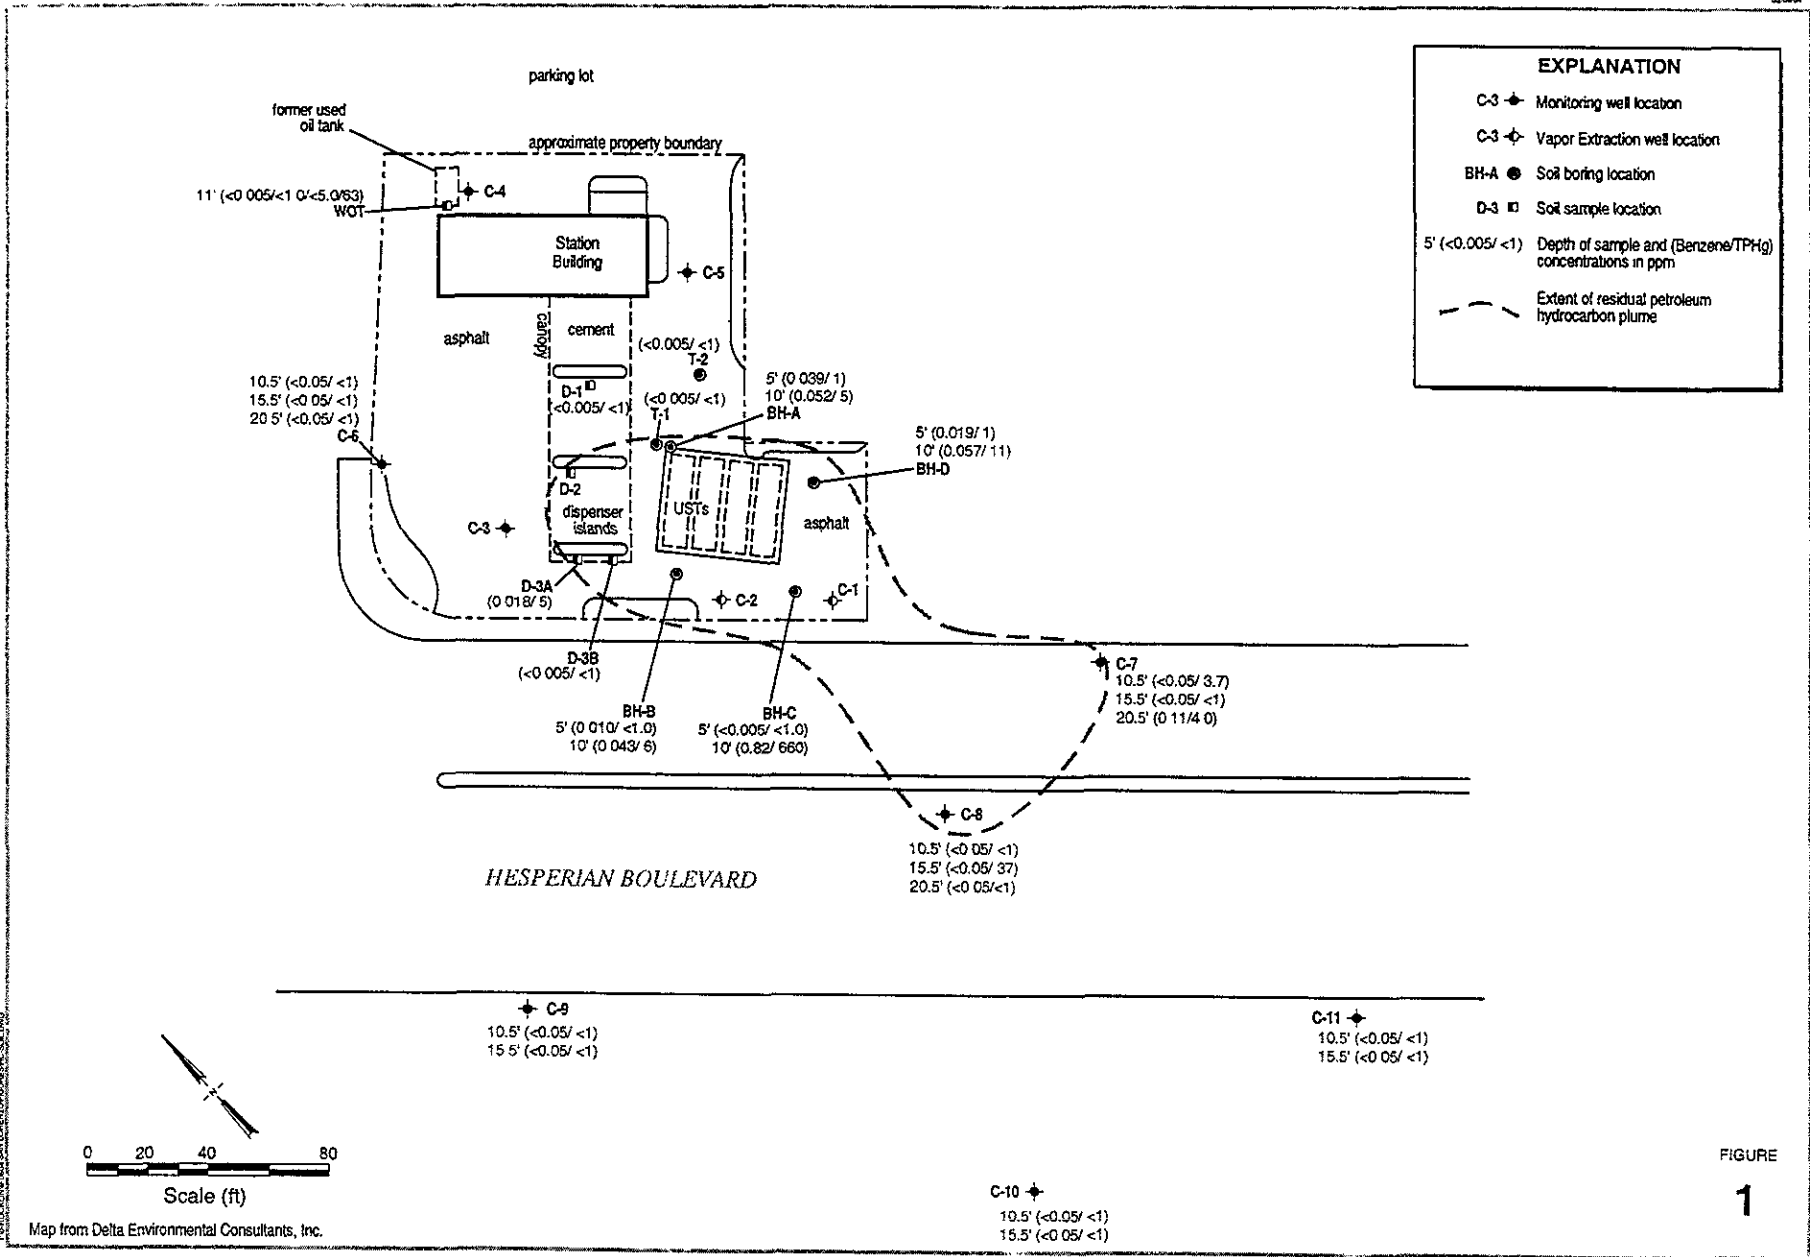 parking lot
former used
oil tank
approximate property boundary
11' (<0 005/<1 0/<5.0/63)
WOT
C-4
Station
Building
C-5
asphalt
canopy
cement
(<0.005/ <1)
T-2
D-1
(<0.005/ <1)
(<0 005/ <1)
T-1
5' (0 039/ 1)
10' (0.052/ 5)
BH-A
10.5' (<0.05/ <1)
15.5' (<0 05/ <1)
20 5' (<0.05/ <1)
C-6
5' (0.019/ 1)
10' (0.057/ 11)
BH-D
D-2
USTs
dispenser
islands
asphalt
C-3
D-3A
(0 018/ 5)
C-2
C-1
D-3B
(<0 005/ <1)
BH-B
5' (0 010/ <1.0)
10' (0 043/ 6)
BH-C
5' (<0.005/ <1.0)
10' (0.82/ 660)
C-7
10.5' (<0.05/ 3.7)
15.5' (<0.05/ <1)
20.5' (0 11/4 0)
C-8
10.5' (<0 05/ <1)
15.5' (<0.05/ 37)
20.5' (<0 05/<1)
HESPERIAN BOULEVARD
C-9
10.5' (<0.05/ <1)
15 5' (<0.05/ <1)
C-11
10.5' (<0.05/ <1)
15.5' (<0 05/ <1)
C-10
10.5' (<0.05/ <1)
15.5' (<0 05/ <1)
EXPLANATION
C-3 Monitoring well location
C-3 Vapor Extraction well location
BH-A Soil boring location
D-3 Soil sample location
5' (<0.005/ <1) Depth of sample and (Benzene/TPHg)
concentrations in ppm
Extent of residual petroleum
hydrocarbon plume
N
0 20 40 80
Scale (ft)
Map from Delta Environmental Consultants, Inc.
FIGURE
1